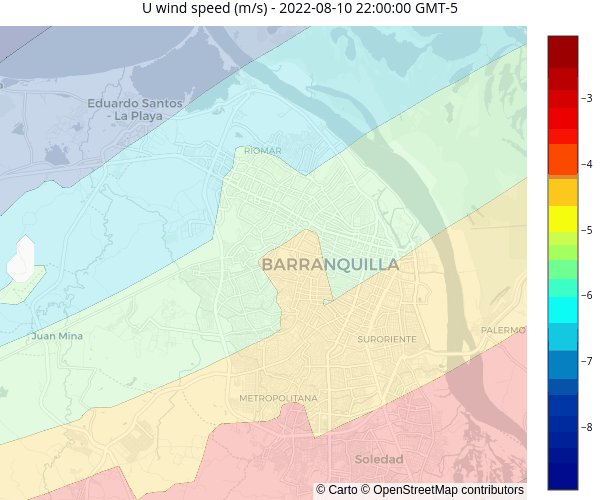 U wind speed (m/s) - 2022-08-10 22:00:00 GMT-5
Eduardo Santos
- La Playa
RIOMAR
−3
−4
BARRANQUILLA
−5
−6
Juan Mina
SURORIENTE
PALERMO
−7
METROPOLITANA
−8
Soledad
© Carto © OpenStreetMap contributors